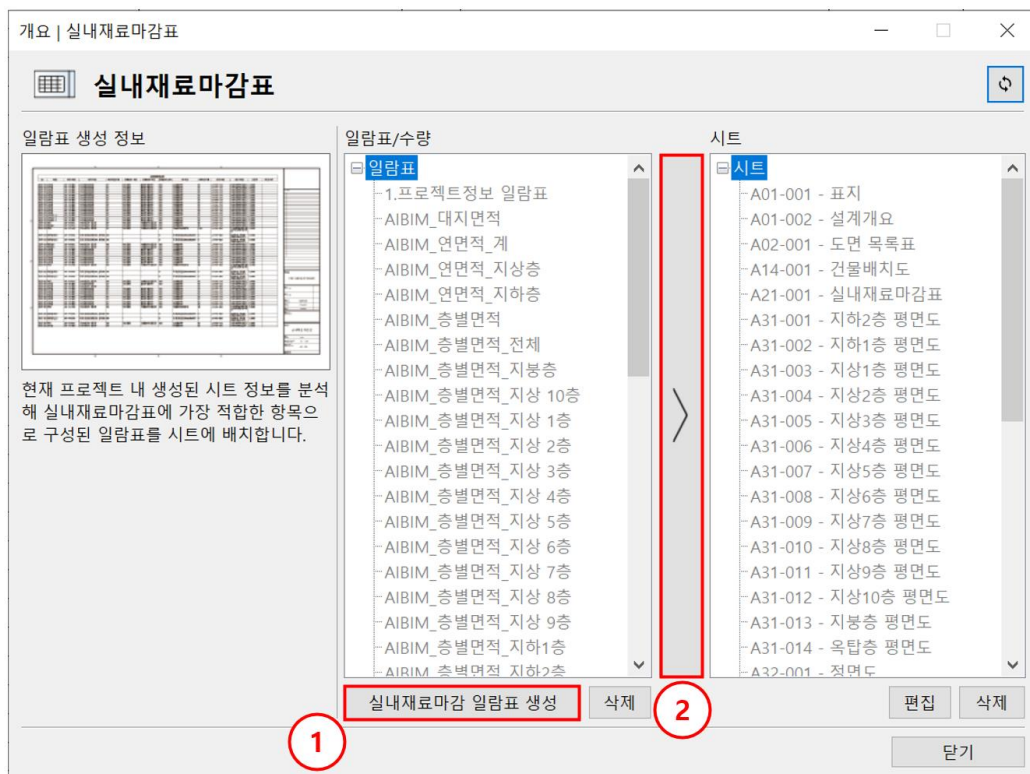 개요 | 실내재료마감표
실내재료마감표
일람표 생성 정보
현재 프로젝트 내 생성된 시트 정보를 분석
해 실내재료마감표에 가장 적합한 항목으
로 구성된 일람표를 시트에 배치합니다.
일람표/수량
일람표
1.프로젝트정보 일람표
AIBIM_대지면적
AIBIM_연면적_계
AIBIM_연면적_지상층
AIBIM_연면적_지하층
AIBIM_층별면적
AIBIM_층별면적_전체
AIBIM_층별면적_지붕층
AIBIM_층별면적_지상 10층
AIBIM_층별면적_지상 1층
AIBIM_층별면적_지상 2층
AIBIM_층별면적_지상 3층
AIBIM_층별면적_지상 4층
AIBIM_층별면적_지상 5층
AIBIM_층별면적_지상 6층
AIBIM_층별면적_지상 7층
AIBIM_층별면적_지상 8층
AIBIM_층별면적_지상 9층
AIBIM_층별면적_지하1층
AIBIM_층별면적_지하2층
실내재료마감 일람표 생성
삭제
1
2
시트
시트
A01-001 - 표지
A01-002 - 설계개요
A02-001 - 도면 목록표
A14-001 - 건물배치도
A21-001 - 실내재료마감표
A31-001 - 지하2층 평면도
A31-002 - 지하1층 평면도
A31-003 - 지상1층 평면도
A31-004 - 지상2층 평면도
A31-005 - 지상3층 평면도
A31-006 - 지상4층 평면도
A31-007 - 지상5층 평면도
A31-008 - 지상6층 평면도
A31-009 - 지상7층 평면도
A31-010 - 지상8층 평면도
A31-011 - 지상9층 평면도
A31-012 - 지상10층 평면도
A31-013 - 지붕층 평면도
A31-014 - 옥탑층 평면도
A32-001 - 정면도
편집
삭제
닫기